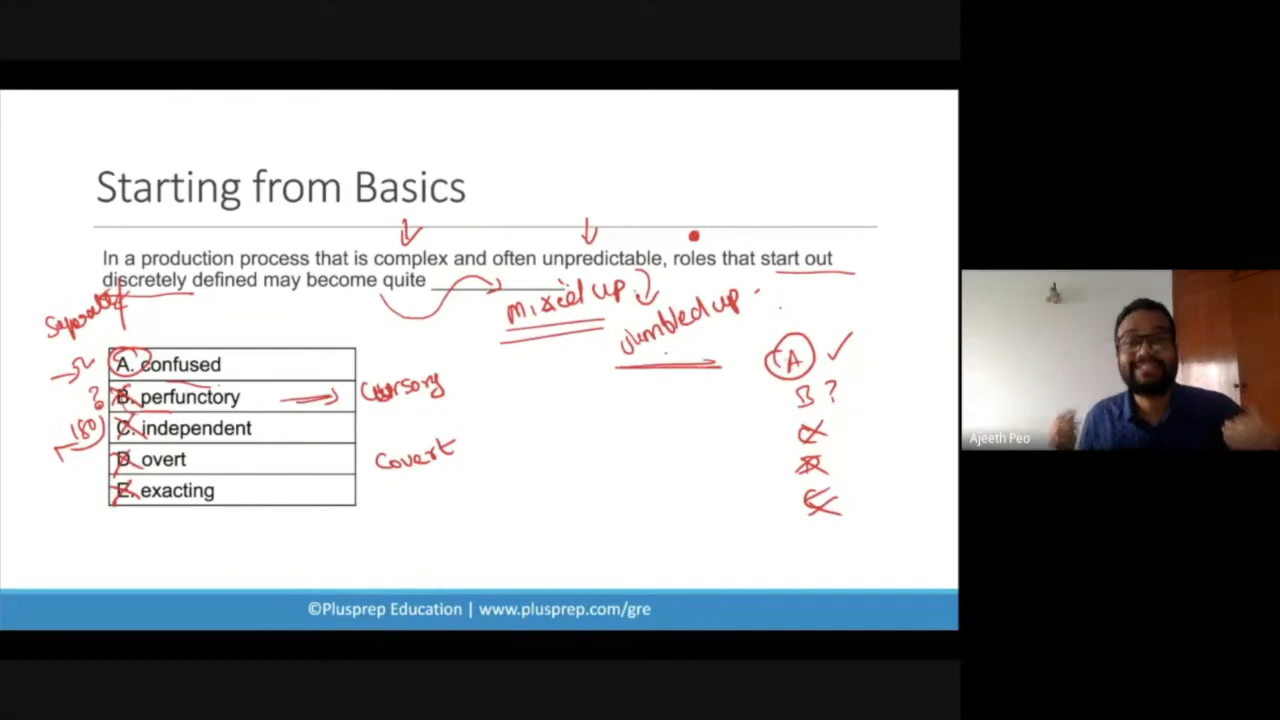 Starting from Basics
In a production process that is complex and often unpredictable, roles that start out
discretely defined may become quite
mixed up
Jumbled up
Separate
A. confused
B. perfunctory
C. independent
D. overt
E. exacting
?
180
Cursory
Covert
A
B ?
C
D
E
©Plusprep Education | www.plusprep.com/gre
Ajeeth Peo